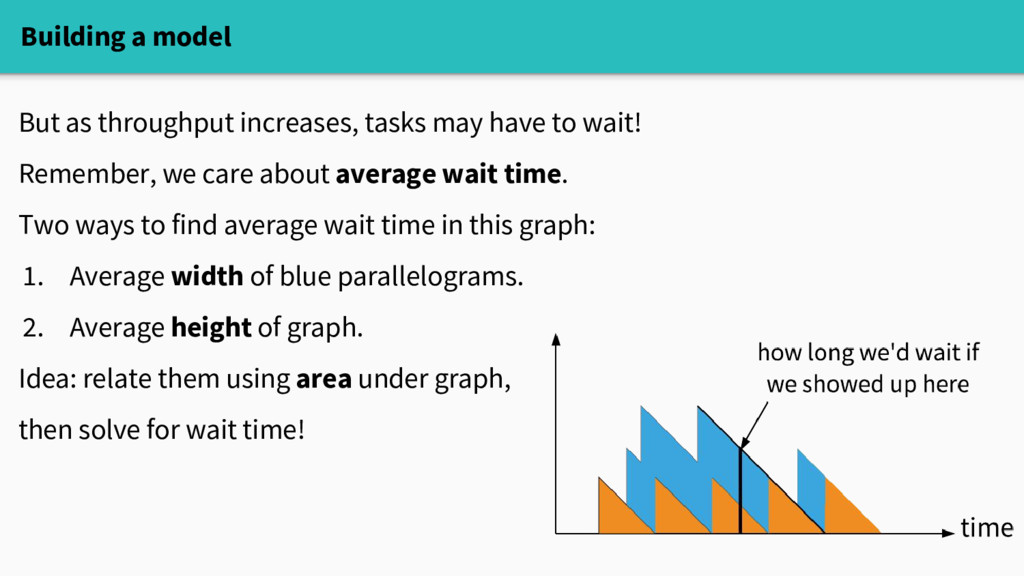 Building a model
But as throughput increases, tasks may have to wait!
Remember, we care about average wait time.
Two ways to find average wait time in this graph:
1. Average width of blue parallelograms.
2. Average height of graph.
Idea: relate them using area under graph,
then solve for wait time!
how long we'd wait if
we showed up here
time